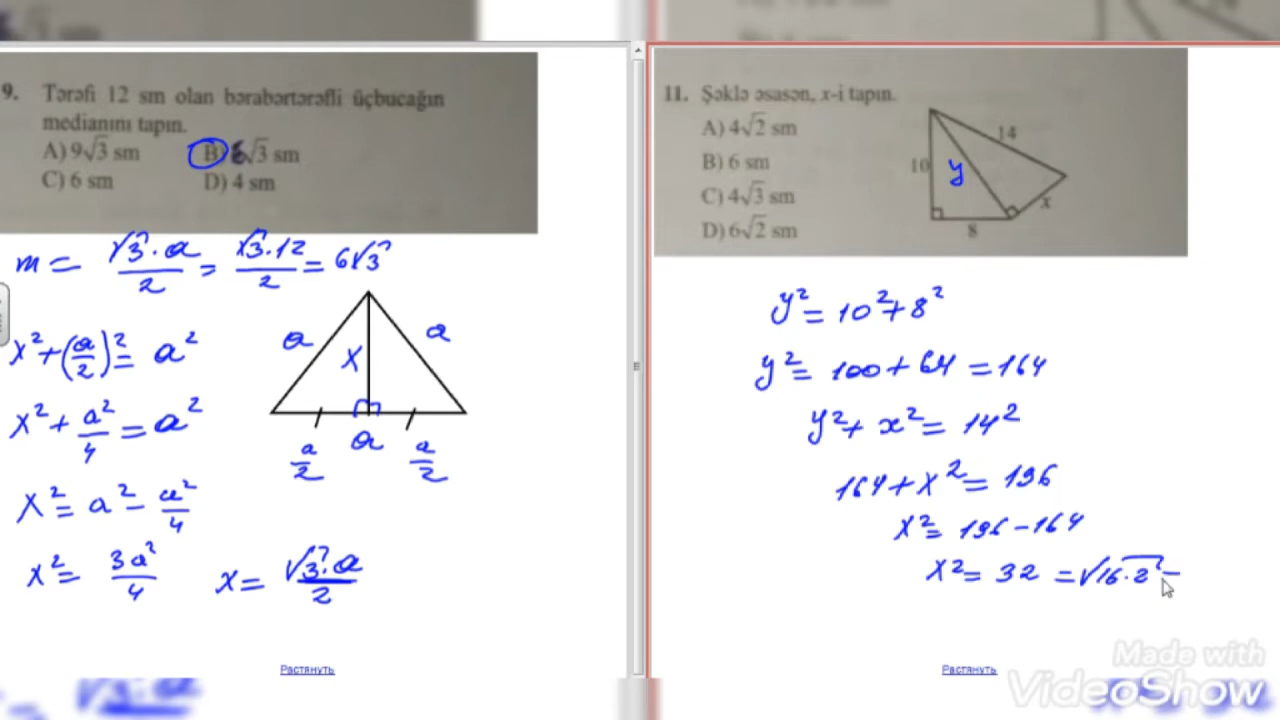 9. Tərəfi 12 sm olan bərabərtərəfli üçbucağın
medianını tapın.
A) 9√3 sm B) 6√3 sm
C) 6 sm D) 4 sm
m = √3·a/2 = √3·12/2 = 6√3
x² + (a/2)² = a²
x² + a²/4 = a²
x² = a² - a²/4
x² = 3a²/4 x = √3·a/2
a
a
x
a/2 a a/2
Растянуть
11. Şəklə əsasən, x-i tapın.
A) 4√2 sm
B) 6 sm
C) 4√3 sm
D) 6√2 sm
14
10 y
x
8
y² = 10² + 8²
y² = 100 + 64 = 164
y² + x² = 14²
164 + x² = 196
x² = 196 - 164
x² = 32 = √16·2 =
Растянуть
Made with
VideoShow